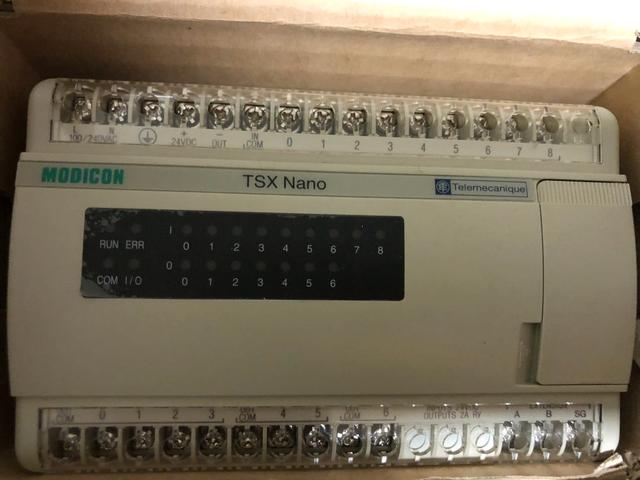 L N + − IN 0 1 2 3 4 5 6 7 8
100/240VAC 24VDC OUT COM
MODICON TSX Nano Telemecanique
I
RUN ERR 0 1 2 3 4 5 6 7 8
0
COM I/O 0 1 2 3 4 5 6
COM 0 1 2 3 COM 4 5 COM 6 OUTPUTS 2A RY A B SG